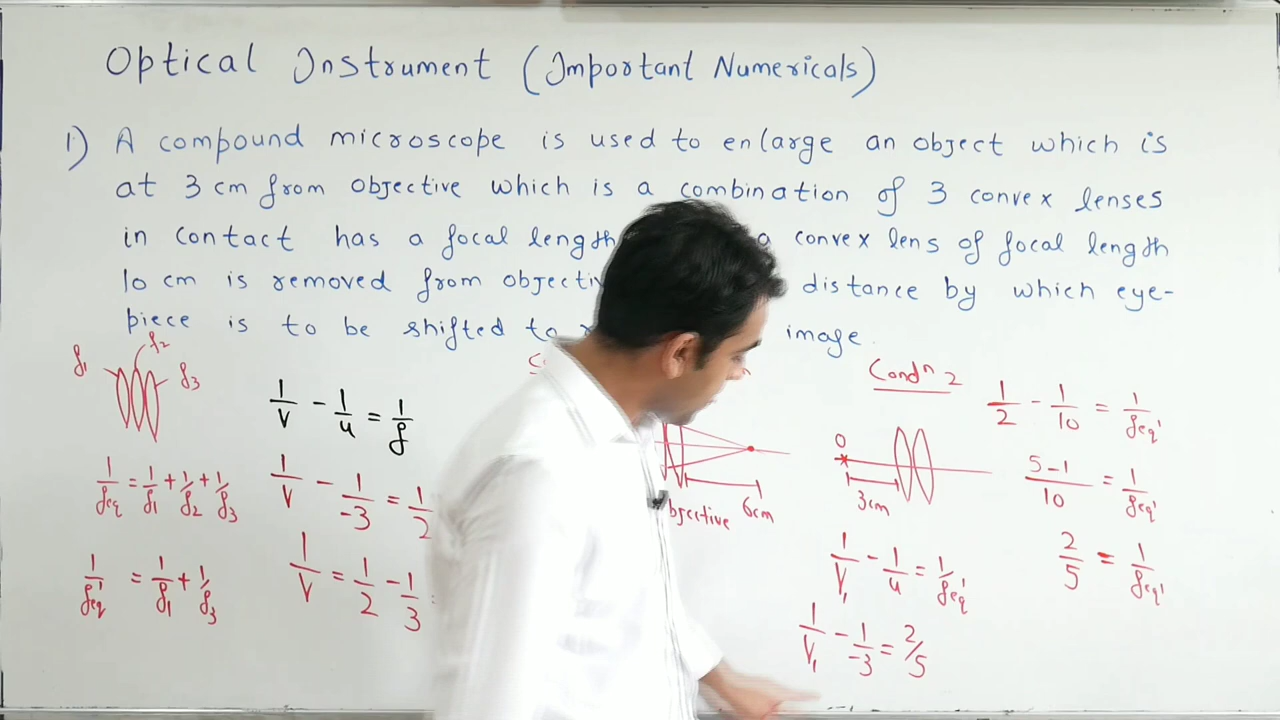 Optical Instrument (Important Numericals)
1) A compound microscope is used to enlarge an object which is
at 3 cm from objective which is a combination of 3 convex lenses
in contact has a focal length a convex lens of focal length
10 cm is removed from distance by which eye-
piece is to be shifted to image.
f1 f2 f3
1/feq = 1/f1 + 1/f2 + 1/f3
1/feq' = 1/f1 + 1/f3
1/v - 1/u = 1/f
1/v - 1/-3 = 1/2
1/v = 1/2 - 1/3
bjective 6cm
Condn 2
O
3cm
1/v1 - 1/u = 1/feq'
1/v1 - 1/-3 = 2/5
1/2 - 1/10 = 1/feq'
5-1/10 = 1/feq'
2/5 = 1/feq'